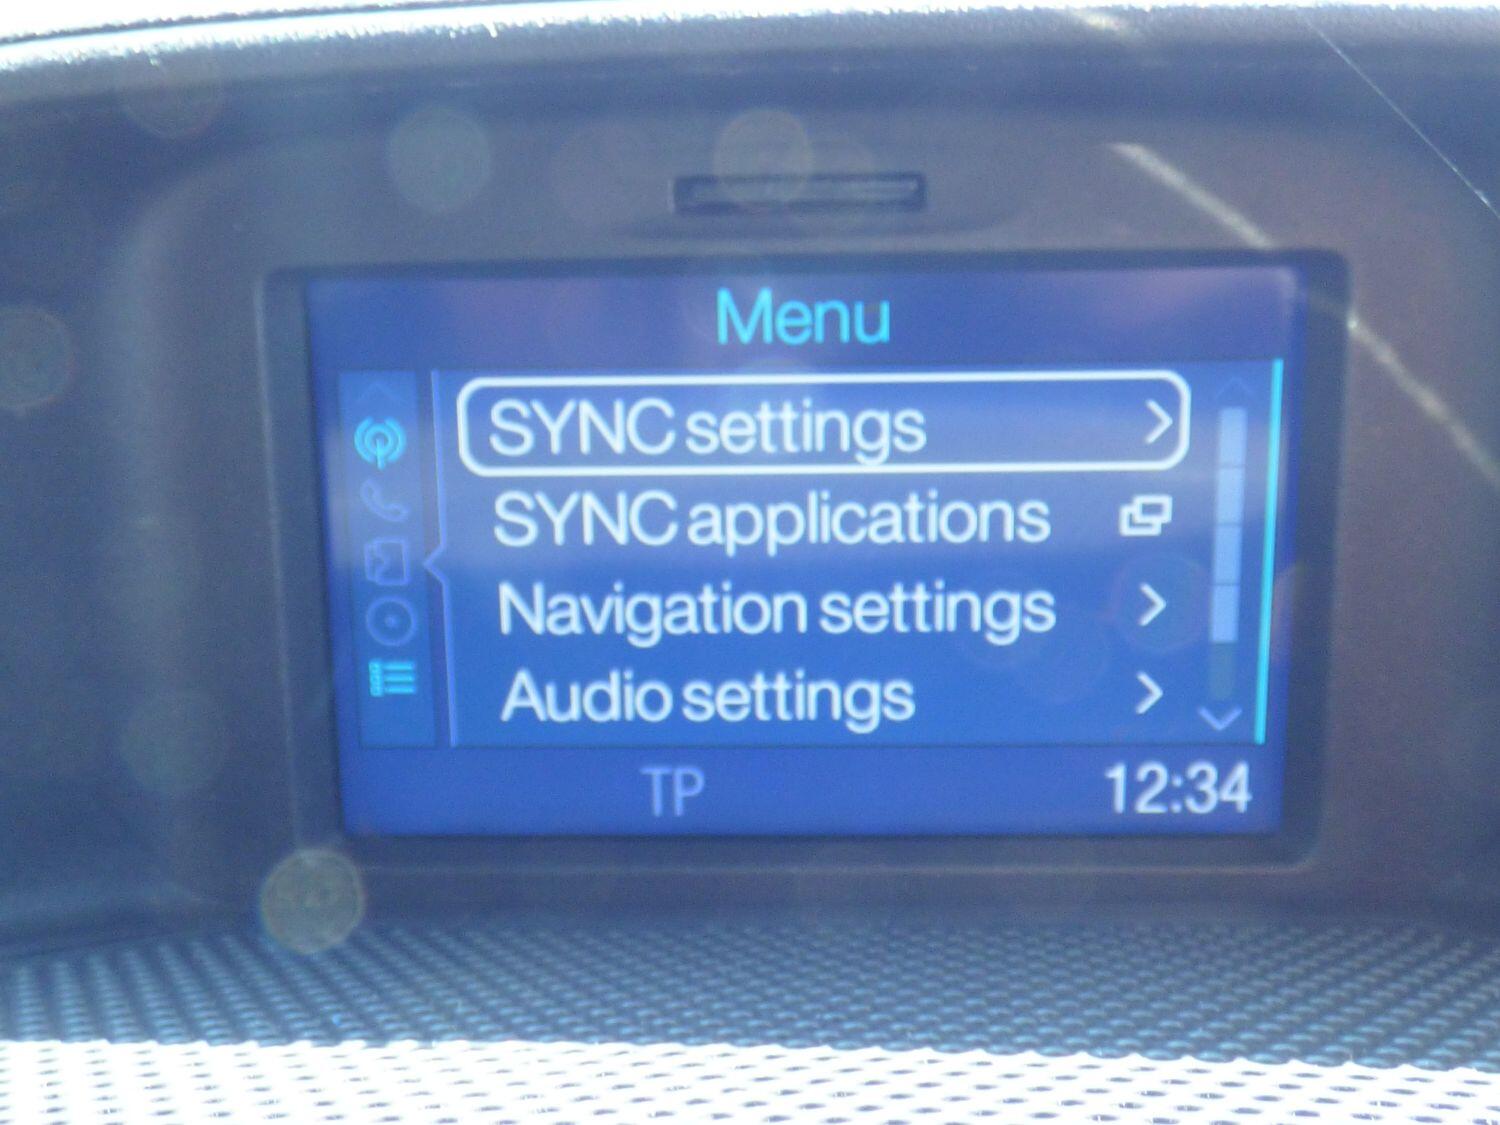 Menu
SYNC settings
SYNC applications
Navigation settings
Audio settings
TP
12:34